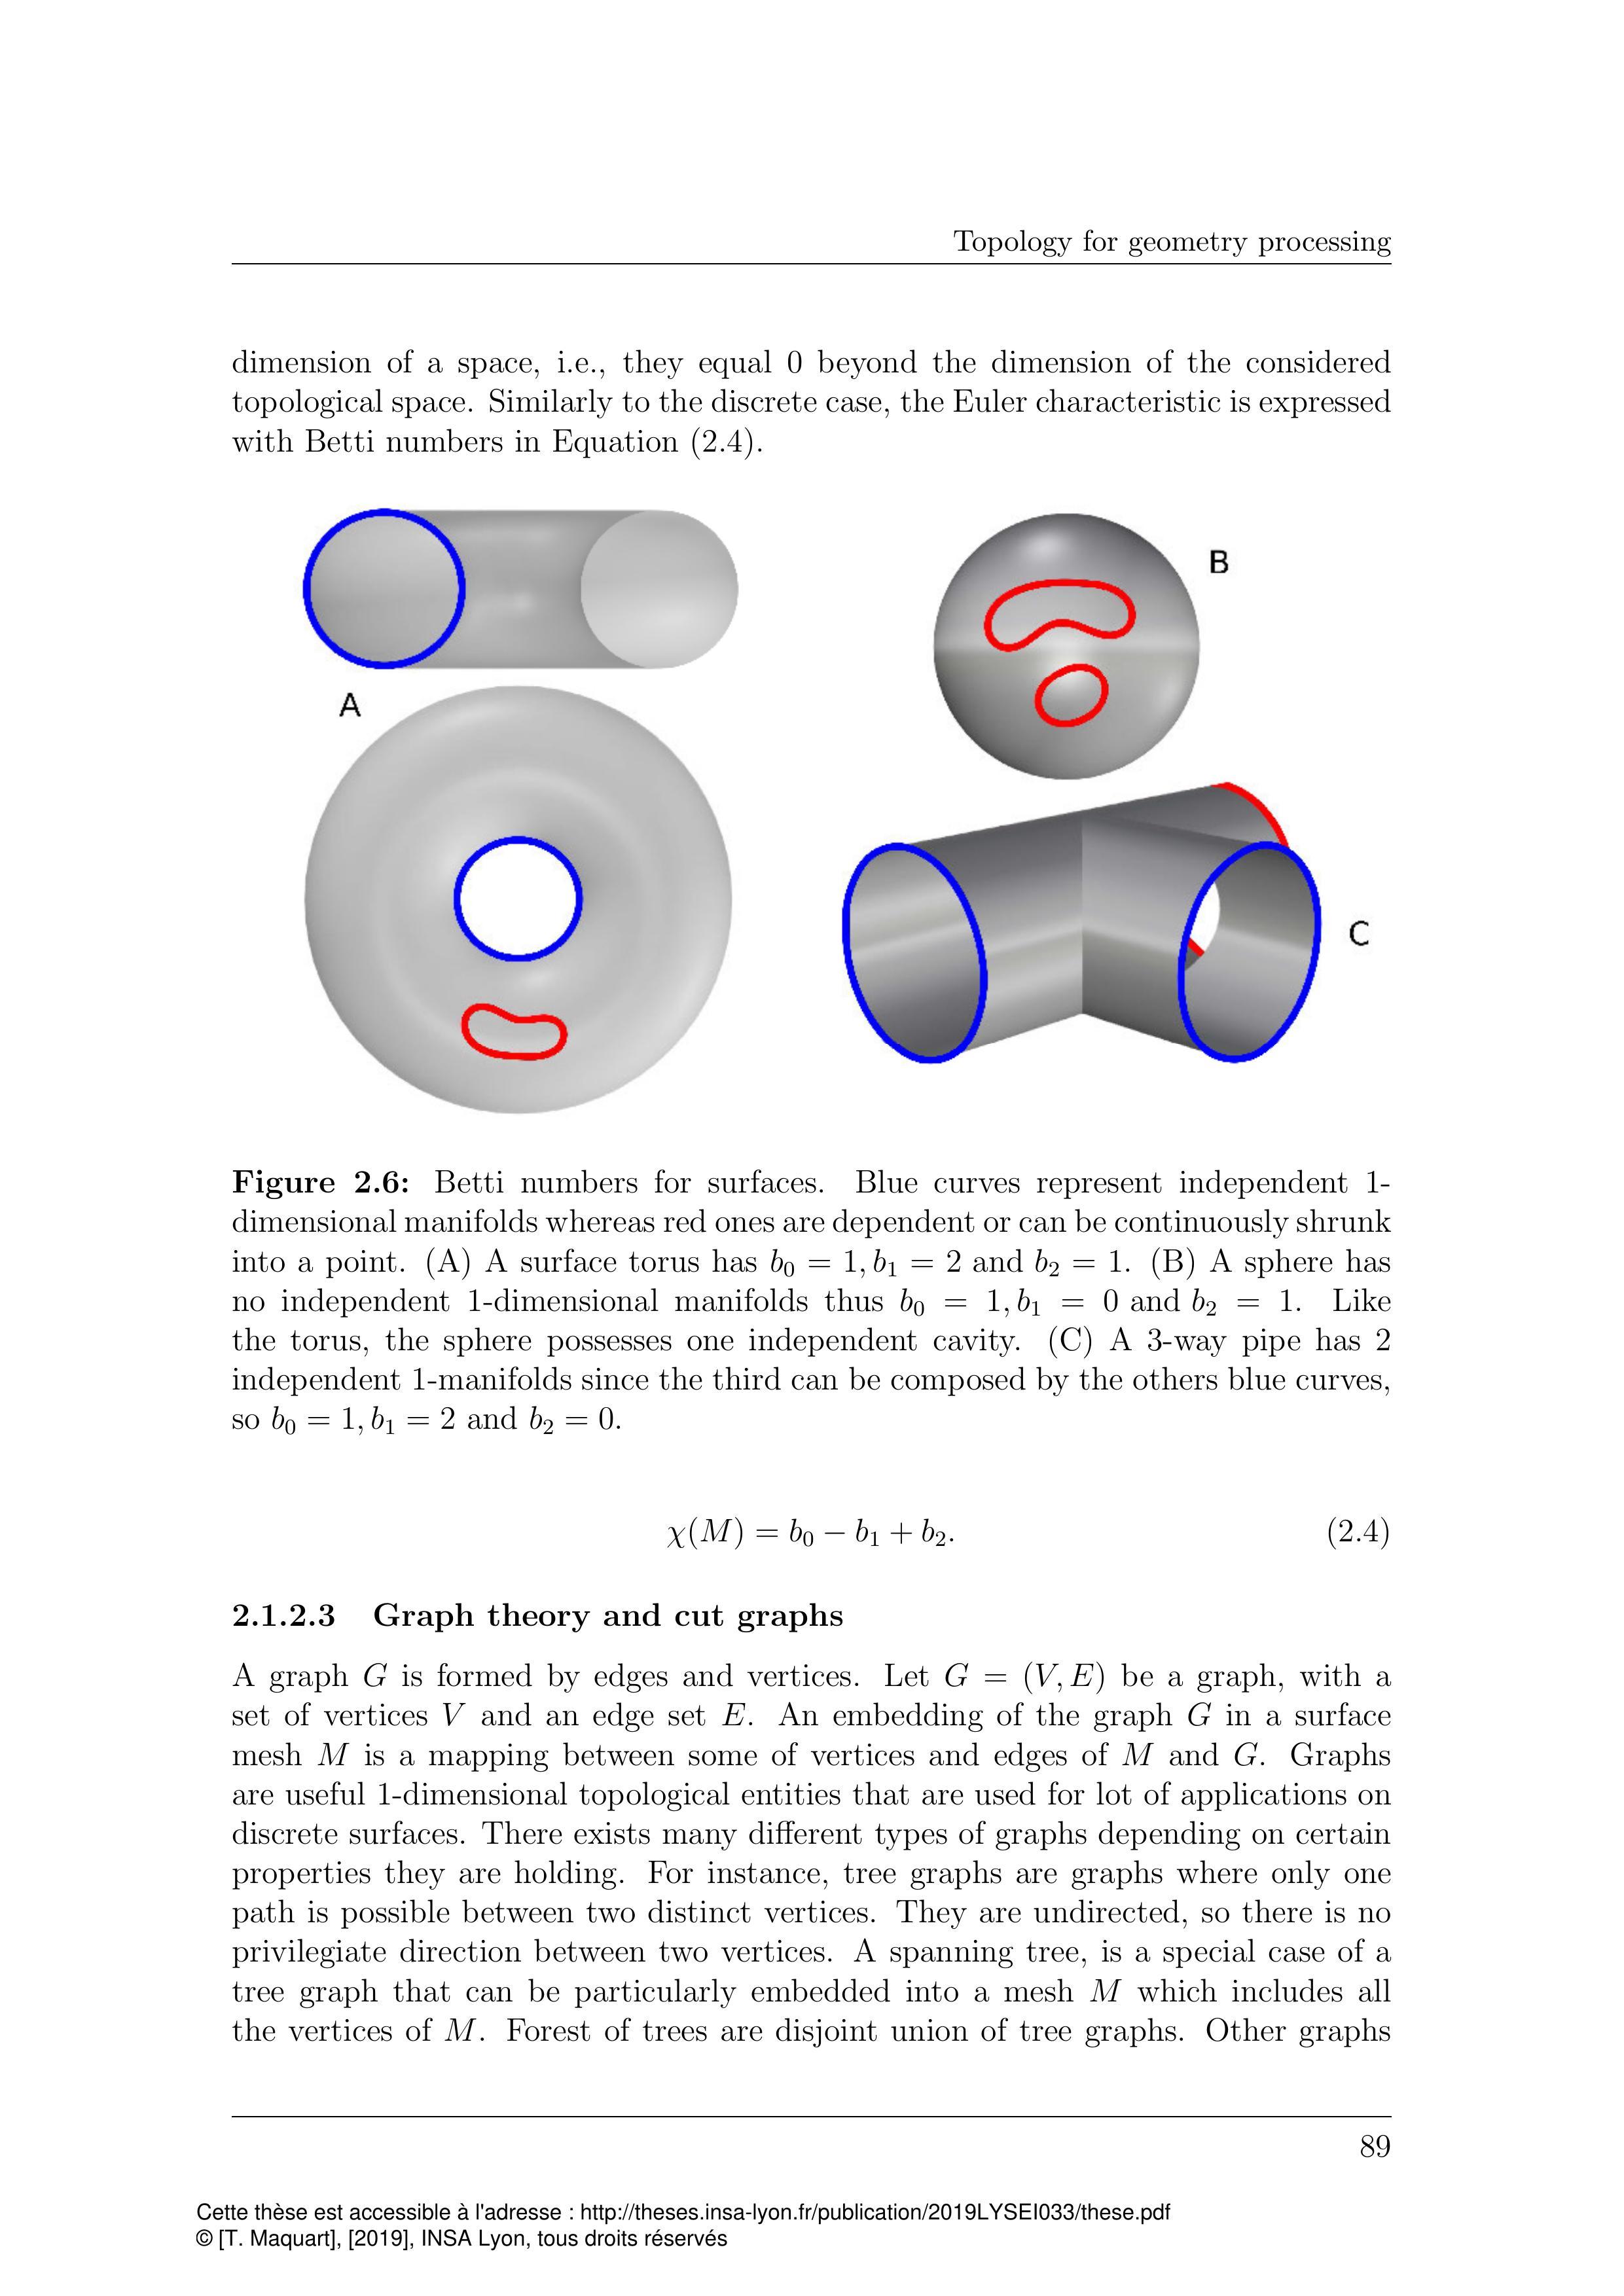 Topology for geometry processing
dimension of a space, i.e., they equal 0 beyond the dimension of the considered
topological space. Similarly to the discrete case, the Euler characteristic is expressed
with Betti numbers in Equation (2.4).
A
B
C
Figure 2.6: Betti numbers for surfaces. Blue curves represent independent 1-
dimensional manifolds whereas red ones are dependent or can be continuously shrunk
into a point. (A) A surface torus has b₀ = 1, b₁ = 2 and b₂ = 1. (B) A sphere has
no independent 1-dimensional manifolds thus b₀ = 1, b₁ = 0 and b₂ = 1. Like
the torus, the sphere possesses one independent cavity. (C) A 3-way pipe has 2
independent 1-manifolds since the third can be composed by the others blue curves,
so b₀ = 1, b₁ = 2 and b₂ = 0.
χ(M) = b₀ − b₁ + b₂. (2.4)
2.1.2.3 Graph theory and cut graphs
A graph G is formed by edges and vertices. Let G = (V, E) be a graph, with a
set of vertices V and an edge set E. An embedding of the graph G in a surface
mesh M is a mapping between some of vertices and edges of M and G. Graphs
are useful 1-dimensional topological entities that are used for lot of applications on
discrete surfaces. There exists many different types of graphs depending on certain
properties they are holding. For instance, tree graphs are graphs where only one
path is possible between two distinct vertices. They are undirected, so there is no
privilegiate direction between two vertices. A spanning tree, is a special case of a
tree graph that can be particularly embedded into a mesh M which includes all
the vertices of M. Forest of trees are disjoint union of tree graphs. Other graphs
89
Cette thèse est accessible à l'adresse : http://theses.insa-lyon.fr/publication/2019LYSEI033/these.pdf
© [T. Maquart], [2019], INSA Lyon, tous droits réservés